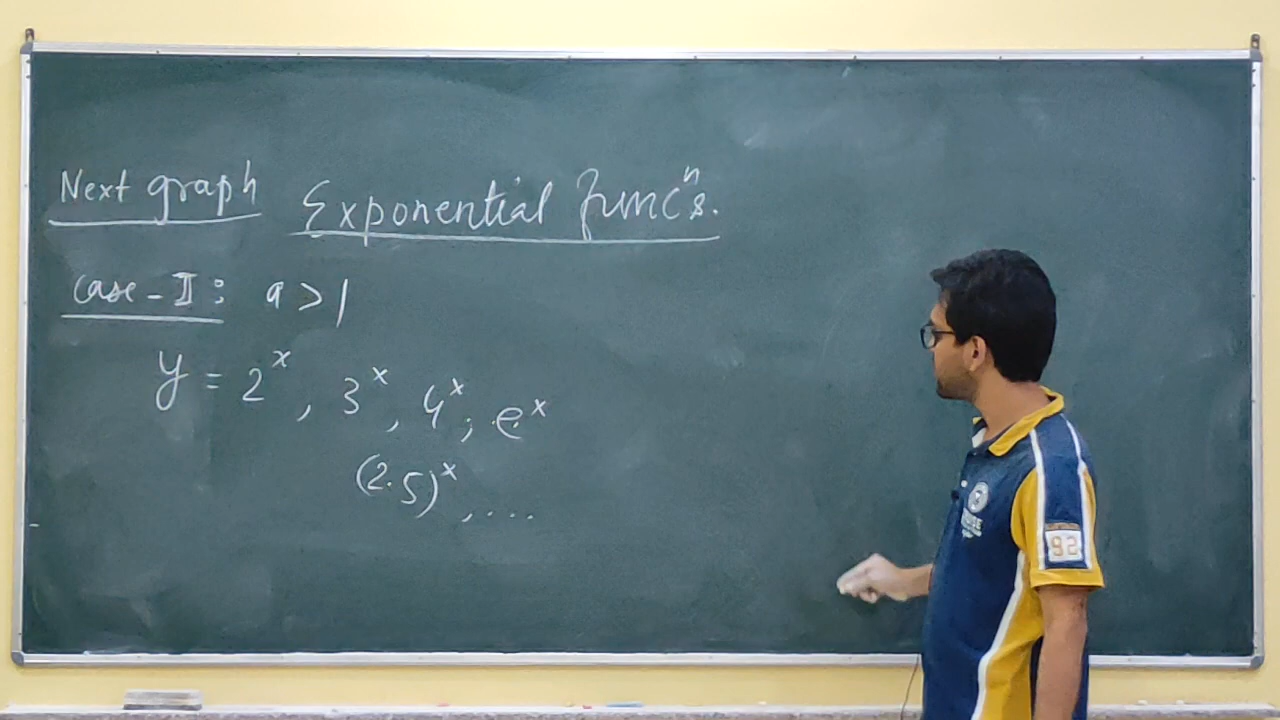 Next graph Exponential funcⁿs.
Case-II: a > 1
y = 2ˣ, 3ˣ, 4ˣ, eˣ
(2.5)ˣ, ....
92